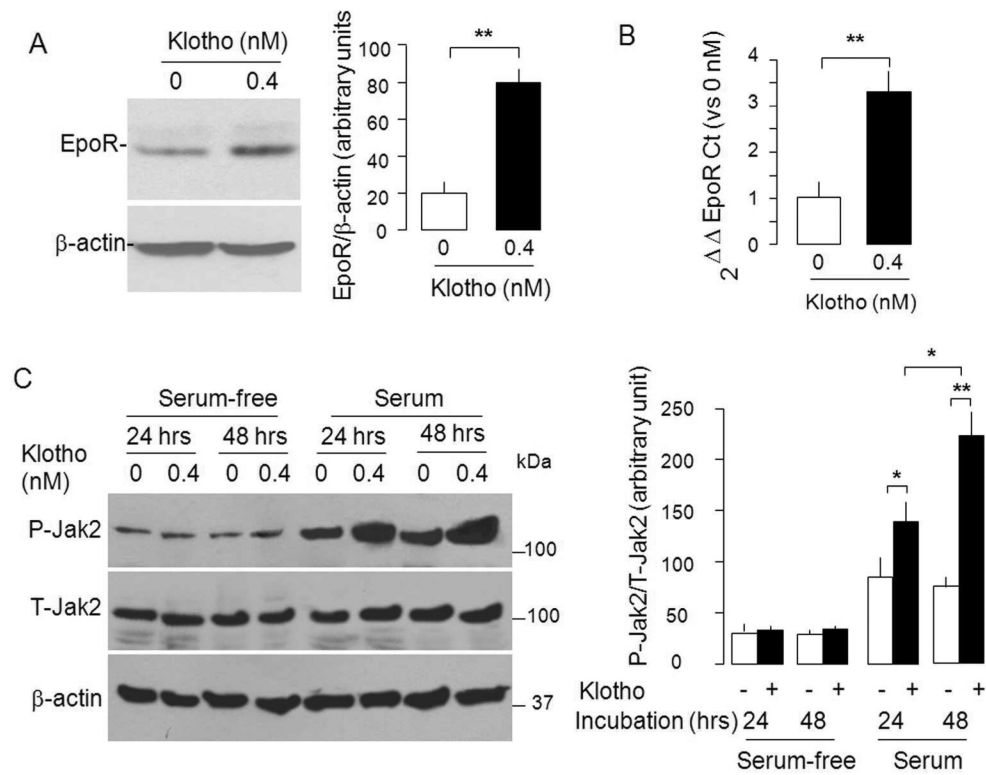 A
Klotho (nM)
0 0.4
EpoR-
β-actin-
EpoR/β-actin (arbitrary units
100
80
60
40
20
0
**
0 0.4
Klotho (nM)
B
2 Δ Δ EpoR Ct (vs 0 nM)
4
3
2
1
0
**
0 0.4
Klotho (nM)
C
Serum-free Serum
24 hrs 48 hrs 24 hrs 48 hrs
Klotho
(nM)
0 0.4 0 0.4 0 0.4 0 0.4
kDa
P-Jak2
100
T-Jak2
100
β-actin
37
P-Jak2/T-Jak2 (arbitrary unit)
250
200
150
100
50
0
*
**
*
Klotho - + - + - + - +
Incubation (hrs) 24 48 24 48
Serum-free Serum